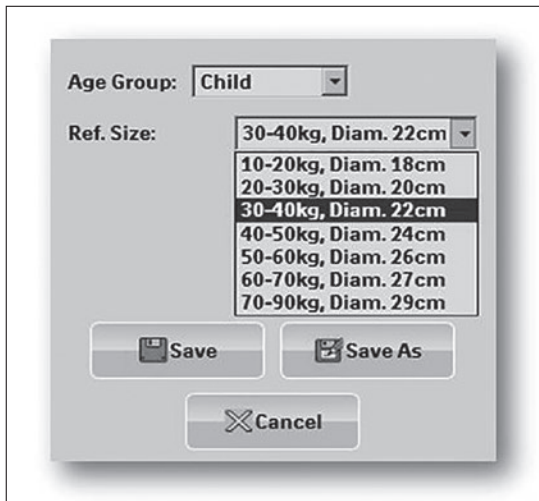 Age Group: Child
Ref. Size: 30-40kg, Diam. 22cm
10-20kg, Diam. 18cm
20-30kg, Diam. 20cm
30-40kg, Diam. 22cm
40-50kg, Diam. 24cm
50-60kg, Diam. 26cm
60-70kg, Diam. 27cm
70-90kg, Diam. 29cm
Save Save As
Cancel